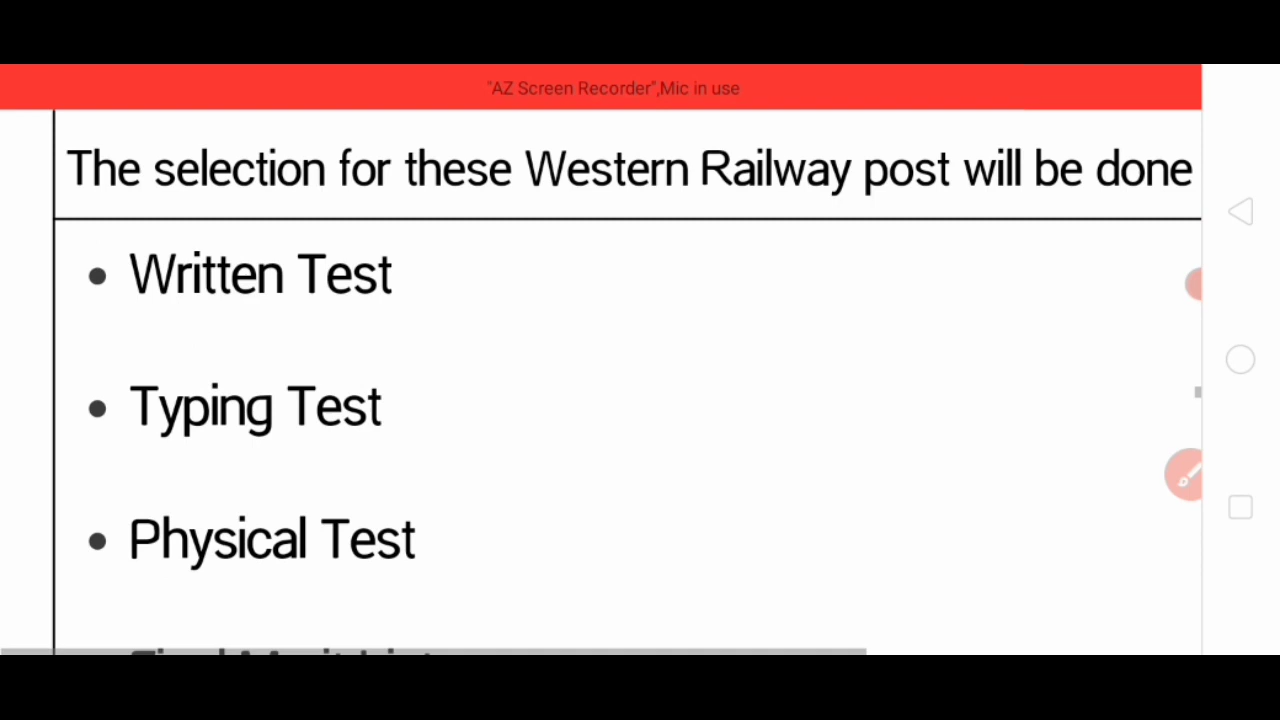 "AZ Screen Recorder",Mic in use
The selection for these Western Railway post will be done
• Written Test
• Typing Test
• Physical Test